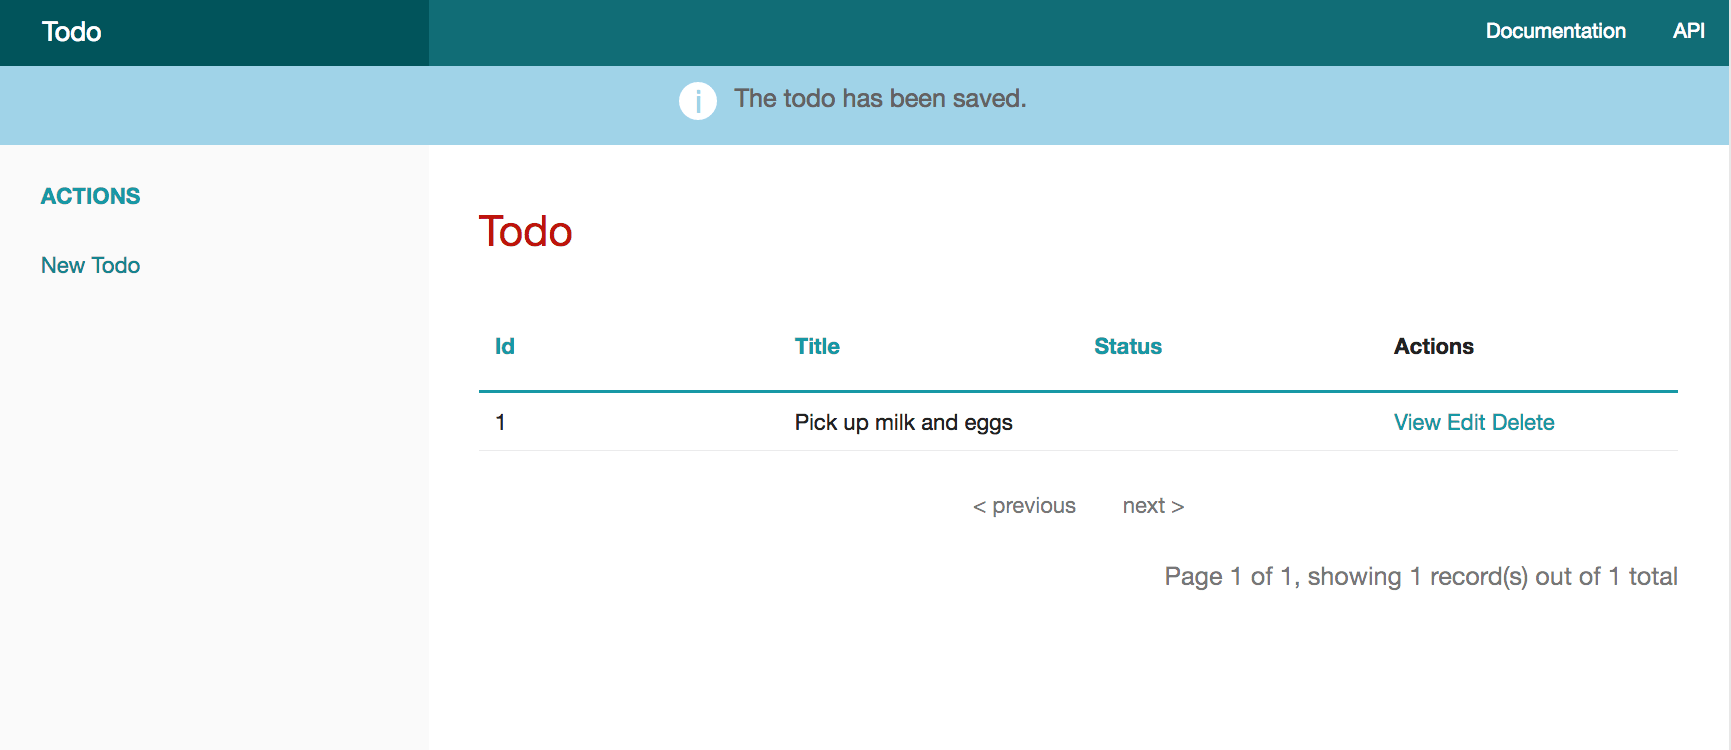 Todo Documentation API
i The todo has been saved.
ACTIONS
New Todo
Todo
Id Title Status Actions
1 Pick up milk and eggs View Edit Delete
< previous next >
Page 1 of 1, showing 1 record(s) out of 1 total